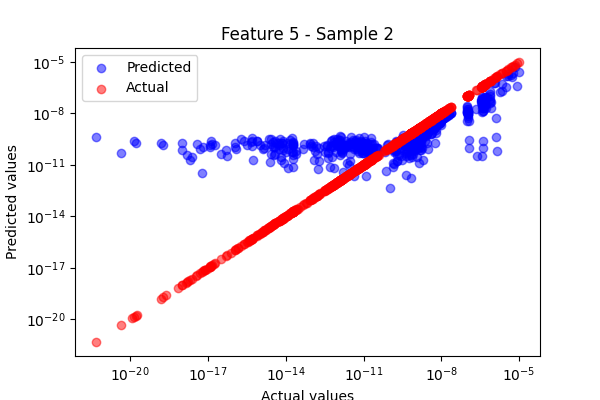 Feature 5 - Sample 2
Predicted
Actual
Predicted values
10⁻⁵
10⁻⁸
10⁻¹¹
10⁻¹⁴
10⁻¹⁷
10⁻²⁰
10⁻²⁰ 10⁻¹⁷ 10⁻¹⁴ 10⁻¹¹ 10⁻⁸ 10⁻⁵
Actual values